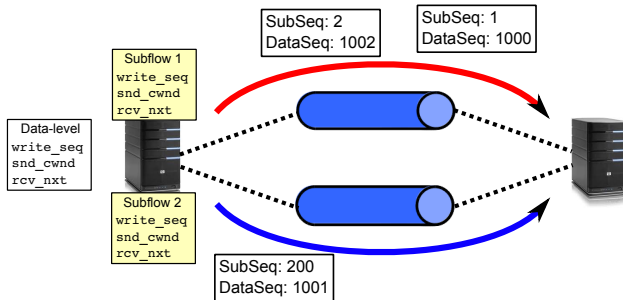 SubSeq: 2
DataSeq: 1002
SubSeq: 1
DataSeq: 1000
Subflow 1
write_seq
snd_cwnd
rcv_nxt
Data-level
write_seq
snd_cwnd
rcv_nxt
Subflow 2
write_seq
snd_cwnd
rcv_nxt
SubSeq: 200
DataSeq: 1001